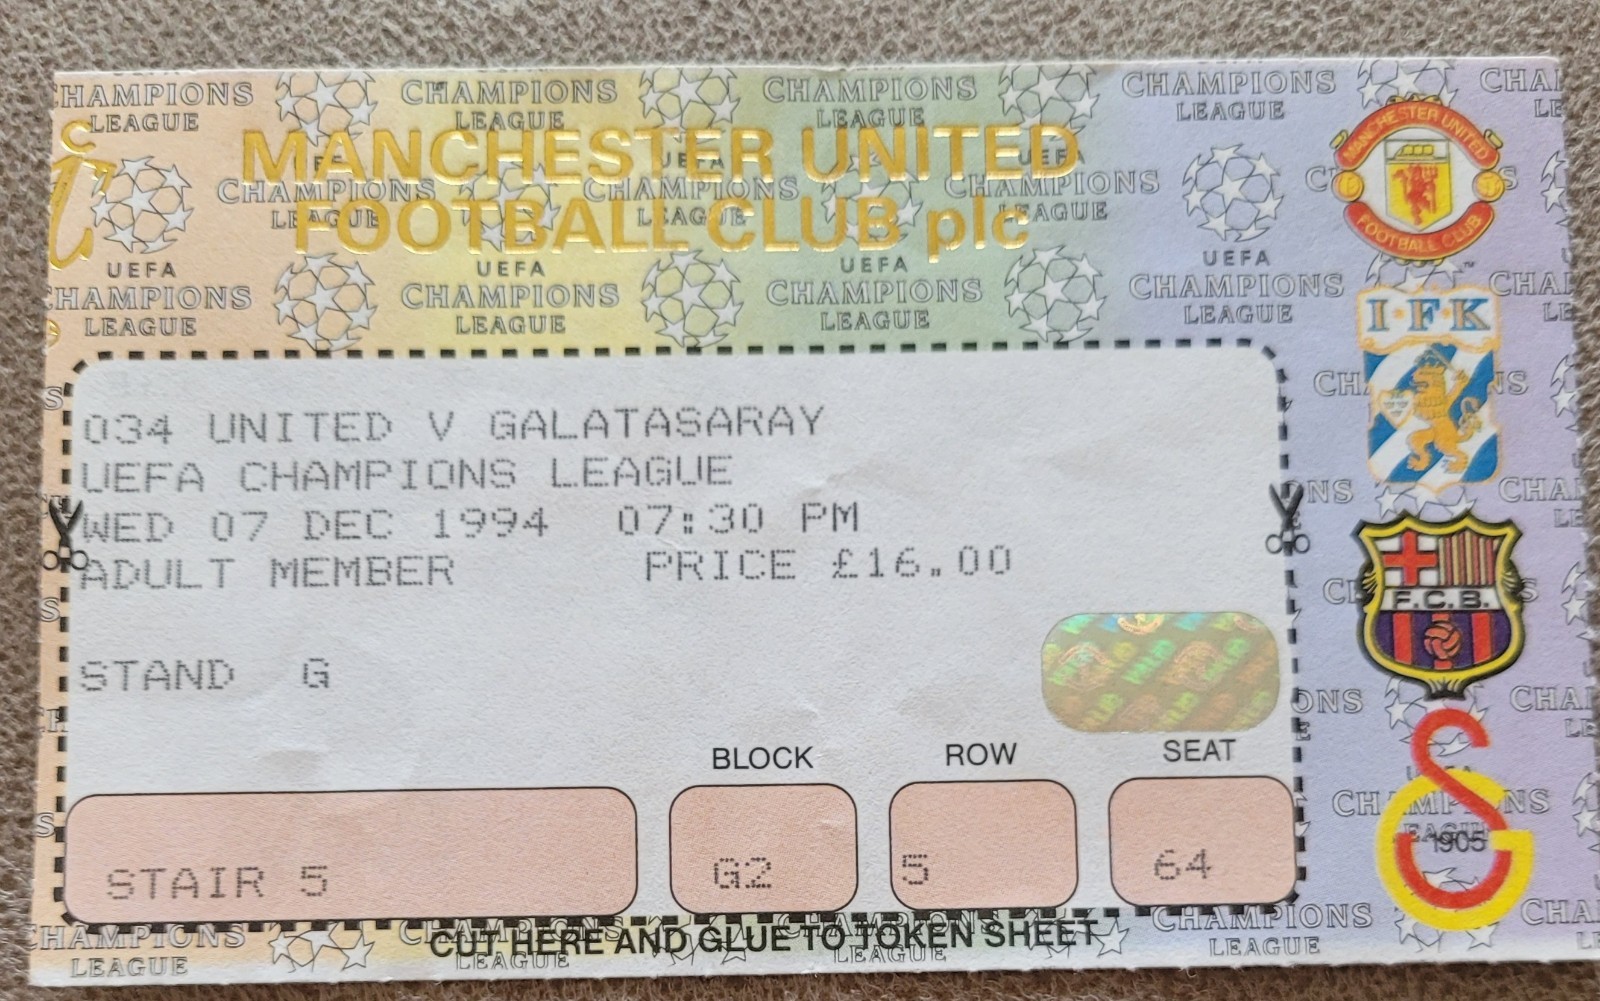 MANCHESTER UNITED
FOOTBALL CLUB plc
UEFA
CHAMPIONS
LEAGUE
MANCHESTER UNITED
FOOTBALL CLUB
I·F·K
F.C.B.
1905
034 UNITED V GALATASARAY
UEFA CHAMPIONS LEAGUE
WED 07 DEC 1994 07:30 PM
ADULT MEMBER PRICE £16.00
STAND G
BLOCK ROW SEAT
STAIR 5 G2 5 64
CUT HERE AND GLUE TO TOKEN SHEET